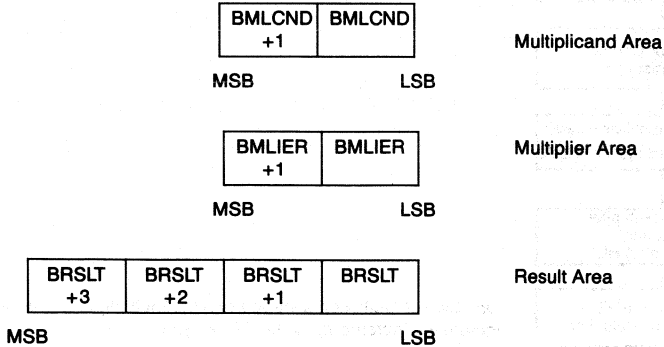 BMLCND +1 BMLCND
Multiplicand Area
MSB LSB
BMLIER +1 BMLIER
Multiplier Area
MSB LSB
BRSLT +3 BRSLT +2 BRSLT +1 BRSLT
Result Area
MSB LSB